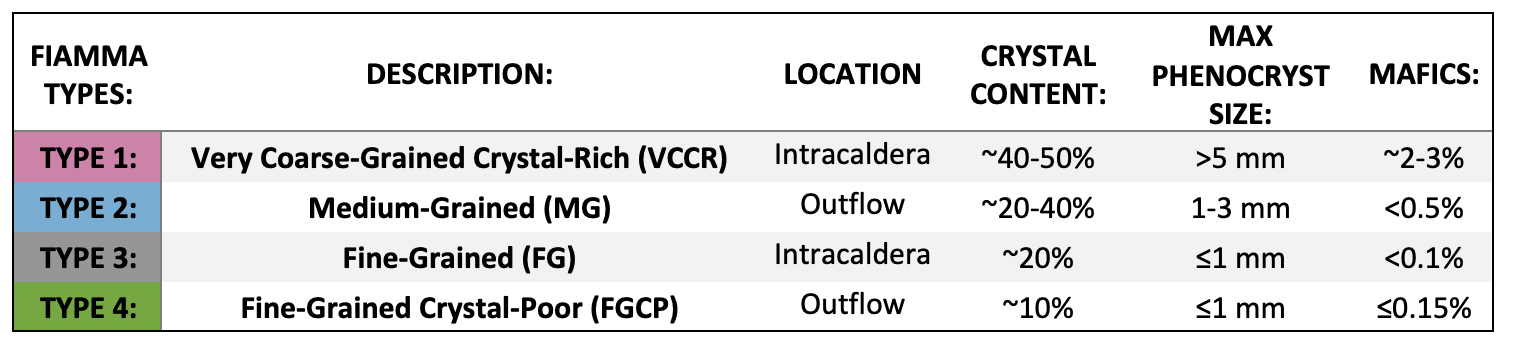 FIAMMA TYPES: DESCRIPTION: LOCATION CRYSTAL CONTENT: MAX PHENOCRYST SIZE: MAFICS:
TYPE 1: Very Coarse-Grained Crystal-Rich (VCCR) Intracaldera ~40-50% >5 mm ~2-3%
TYPE 2: Medium-Grained (MG) Outflow ~20-40% 1-3 mm <0.5%
TYPE 3: Fine-Grained (FG) Intracaldera ~20% ≤1 mm <0.1%
TYPE 4: Fine-Grained Crystal-Poor (FGCP) Outflow ~10% ≤1 mm ≤0.15%